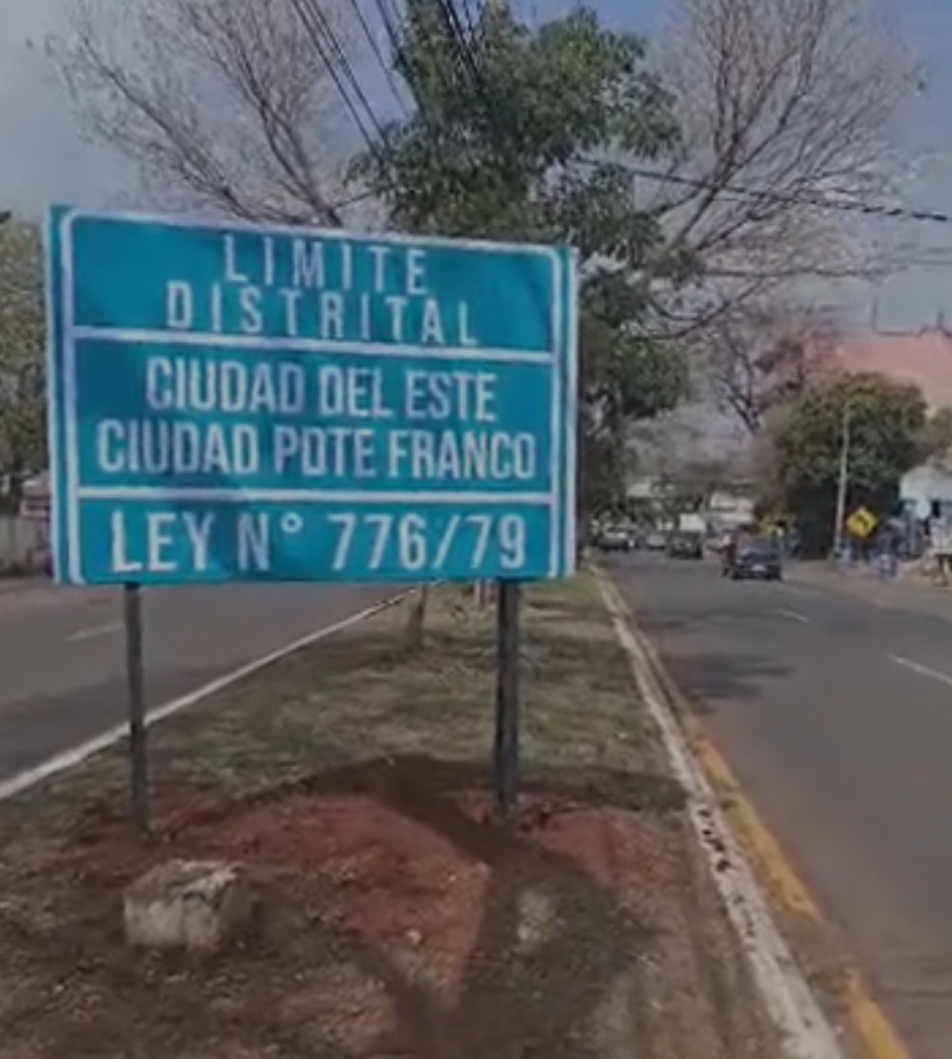 LIMITE
DISTRITAL
CIUDAD DEL ESTE
CIUDAD PDTE FRANCO
LEY N° 776/79